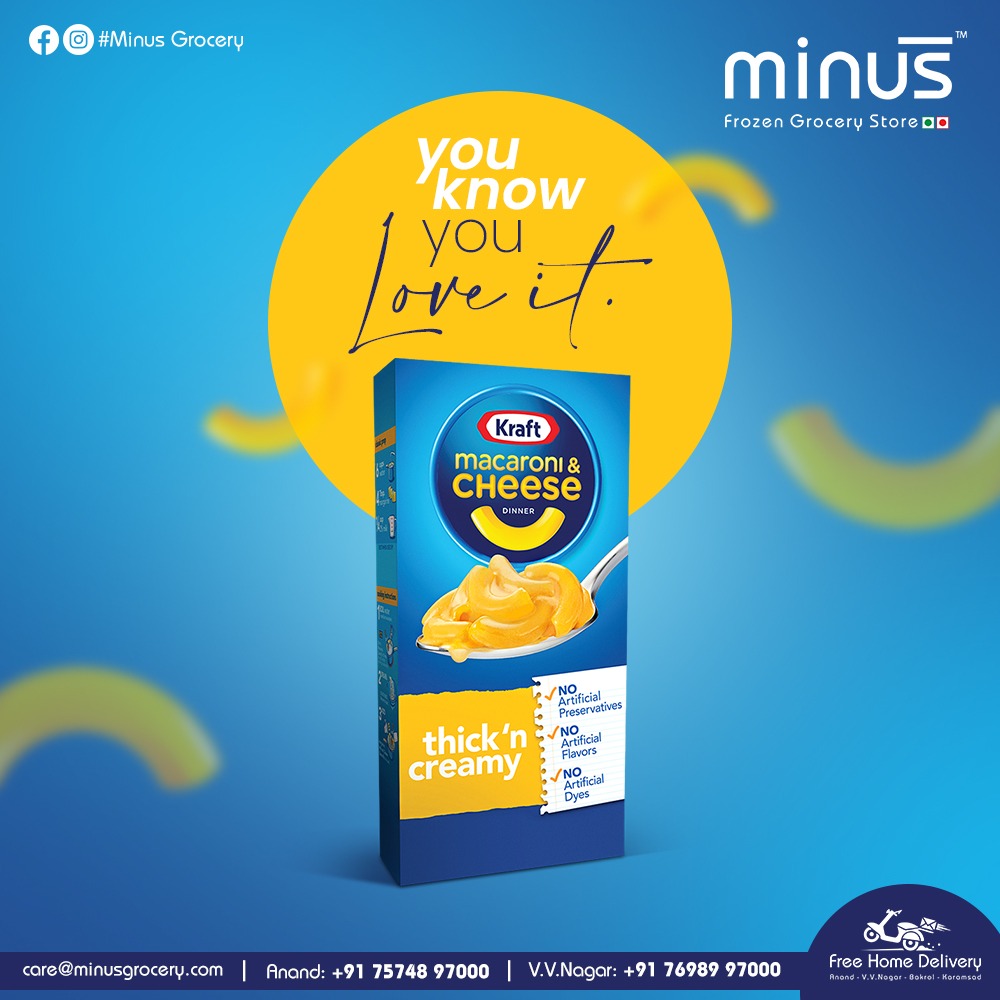 #Minus Grocery
minus™
Frozen Grocery Store
you
know
you
Love it.
Kraft
macaroni &
CHeese
DINNER
thick 'n
creamy
NO
Artificial
Preservatives
NO
Artificial
Flavors
NO
Artificial
Dyes
care@minusgrocery.com | Anand: +91 75748 97000 | V.V.Nagar: +91 76989 97000
Free Home Delivery
Anand - V.V.Nagar - Bakrol - Karamsad